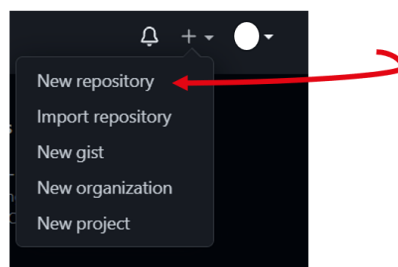 New repository
Import repository
New gist
New organization
New project